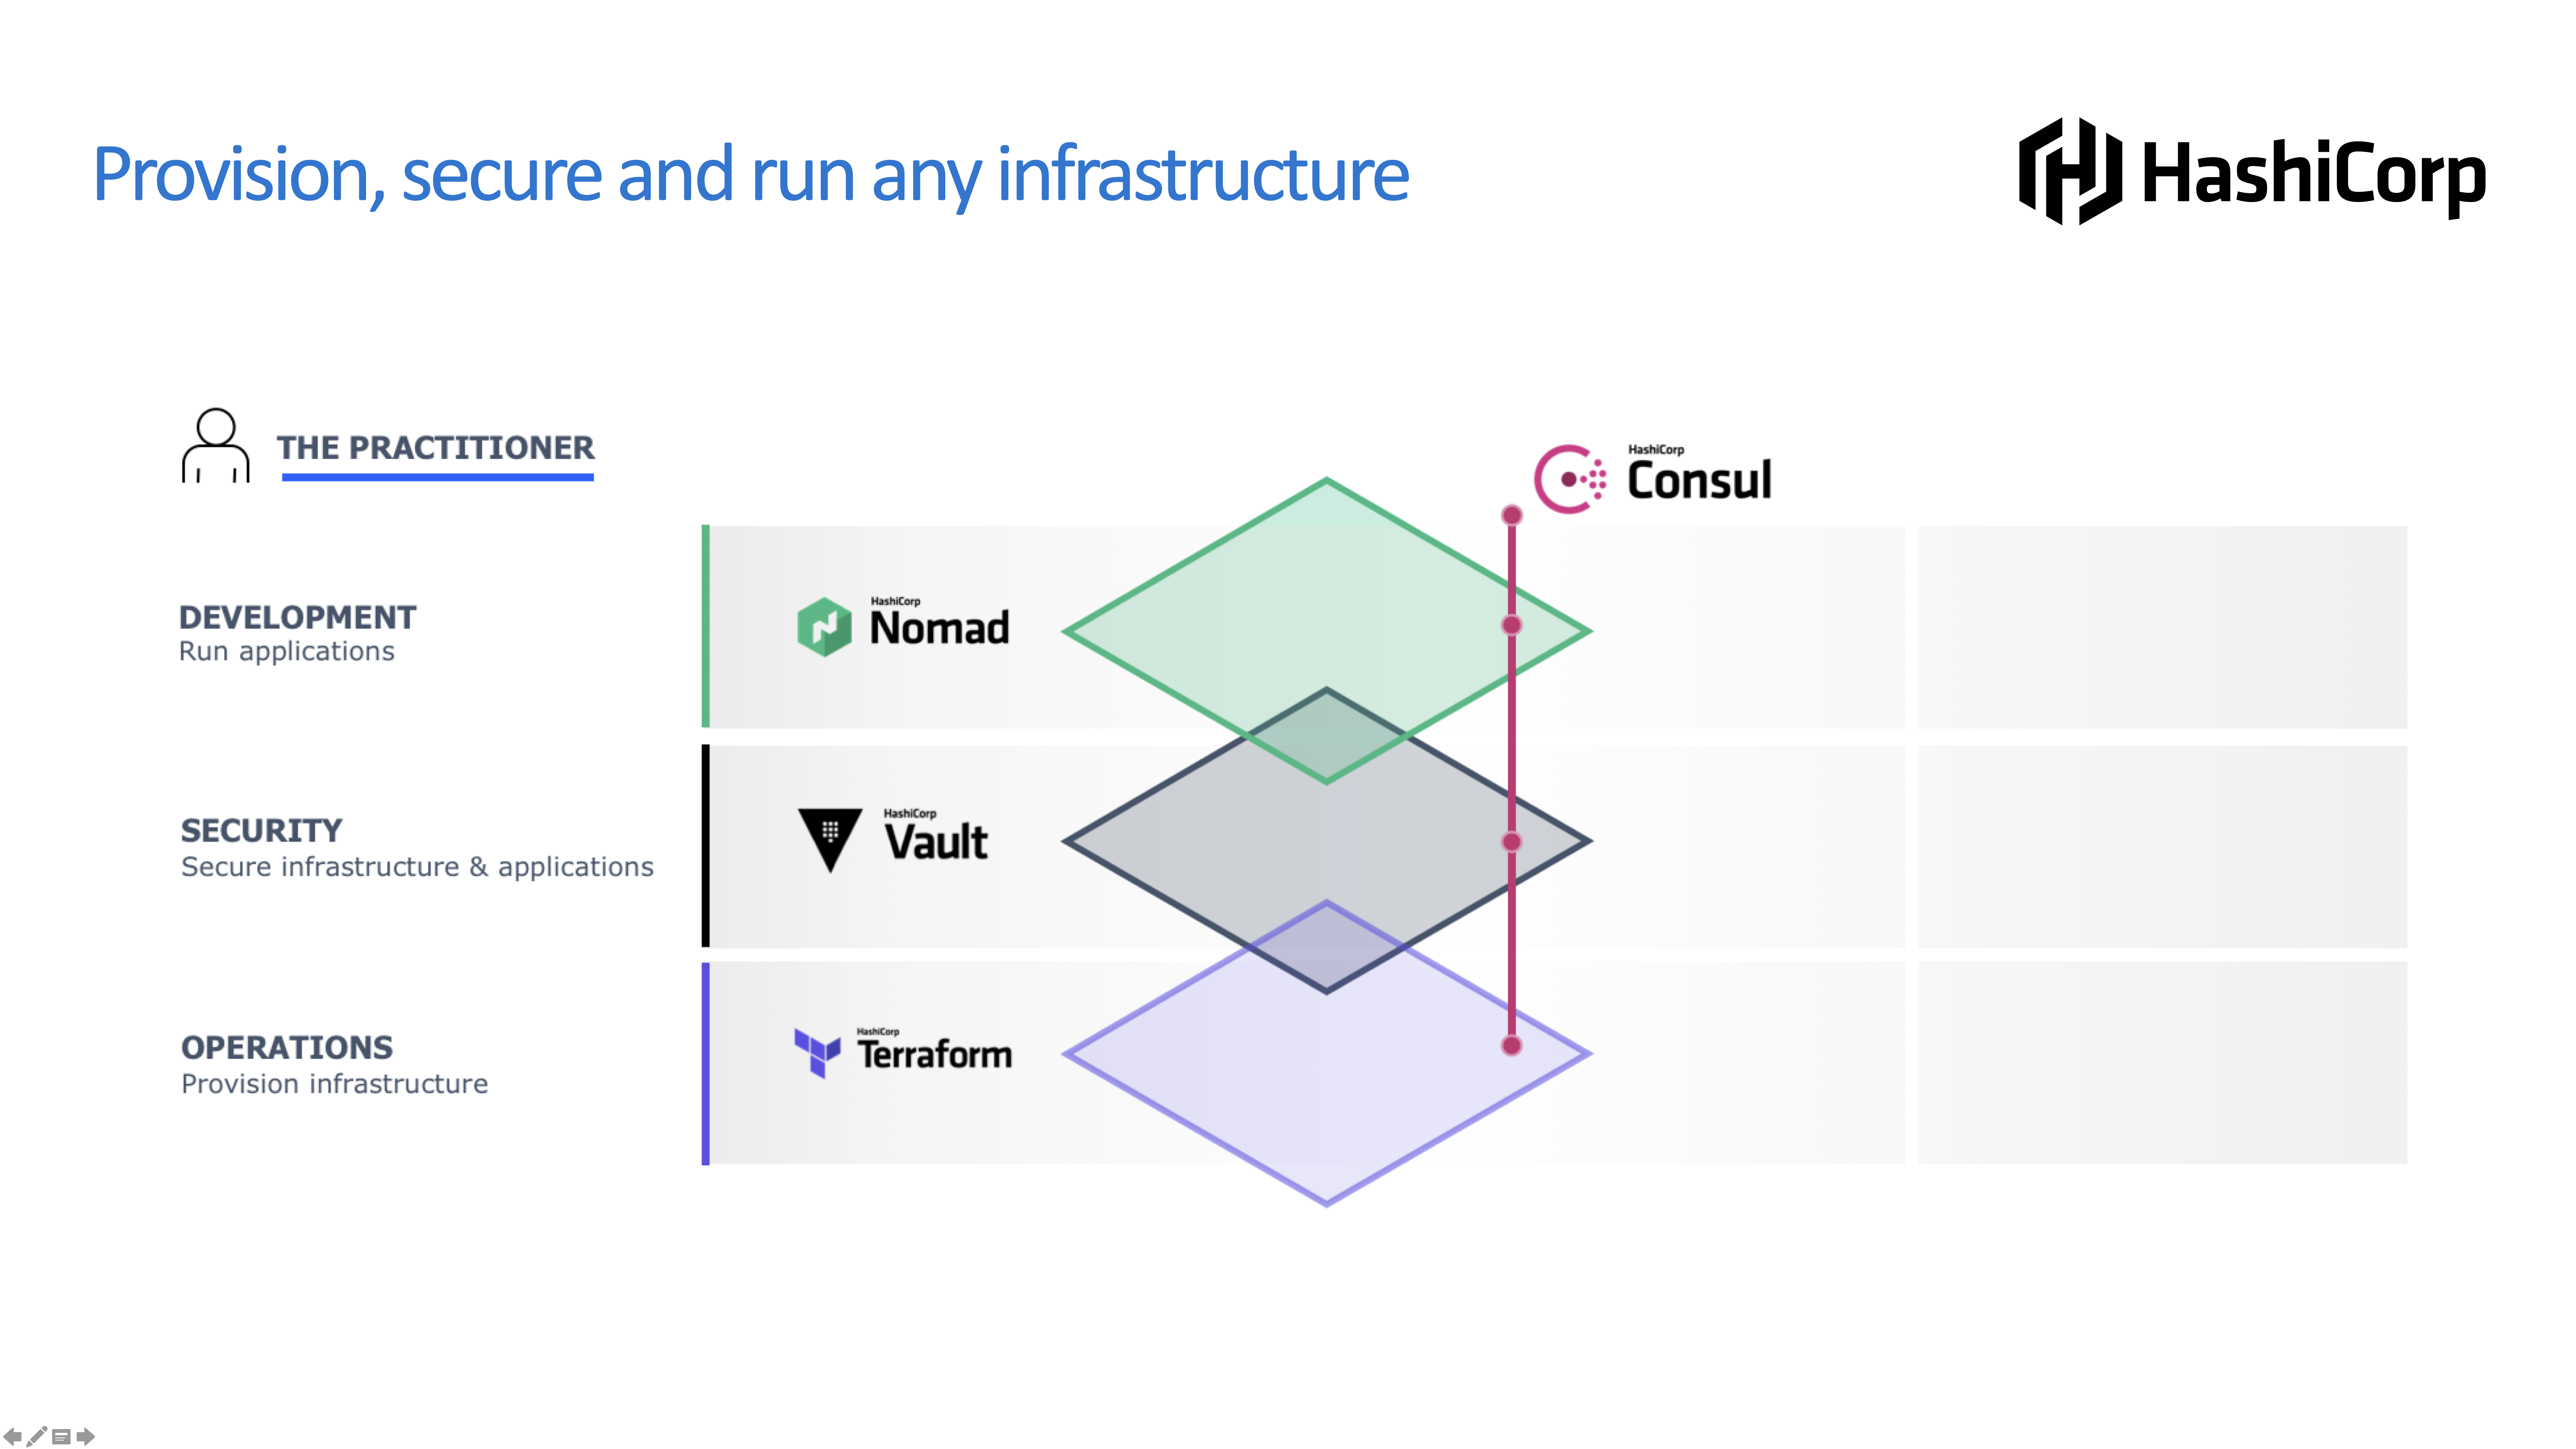 Provision, secure and run any infrastructure
HashiCorp
THE PRACTITIONER
HashiCorp
Consul
DEVELOPMENT
Run applications
HashiCorp
Nomad
SECURITY
Secure infrastructure & applications
HashiCorp
Vault
OPERATIONS
Provision infrastructure
HashiCorp
Terraform